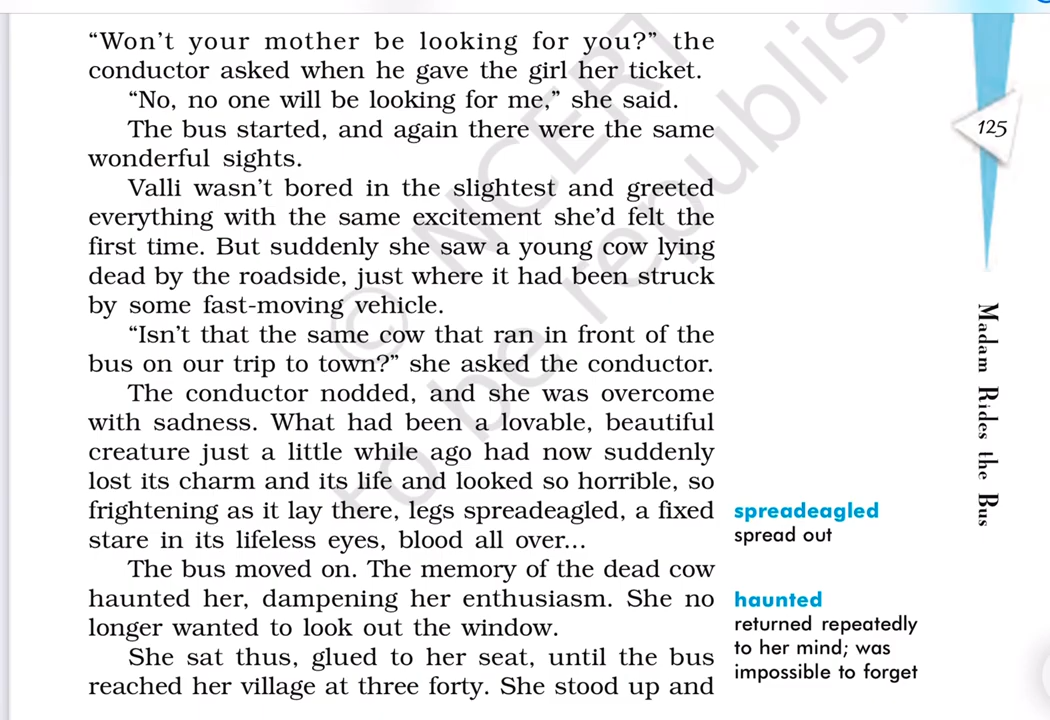 “Won’t your mother be looking for you?” the
conductor asked when he gave the girl her ticket.
“No, no one will be looking for me,” she said.
The bus started, and again there were the same
wonderful sights.
Valli wasn’t bored in the slightest and greeted
everything with the same excitement she’d felt the
first time. But suddenly she saw a young cow lying
dead by the roadside, just where it had been struck
by some fast-moving vehicle.
“Isn’t that the same cow that ran in front of the
bus on our trip to town?” she asked the conductor.
The conductor nodded, and she was overcome
with sadness. What had been a lovable, beautiful
creature just a little while ago had now suddenly
lost its charm and its life and looked so horrible, so
frightening as it lay there, legs spreadeagled, a fixed
stare in its lifeless eyes, blood all over...
The bus moved on. The memory of the dead cow
haunted her, dampening her enthusiasm. She no
longer wanted to look out the window.
She sat thus, glued to her seat, until the bus
reached her village at three forty. She stood up and
spreadeagled
spread out
haunted
returned repeatedly
to her mind; was
impossible to forget
125
Madam Rides the Bus
© NCERT
to be republish